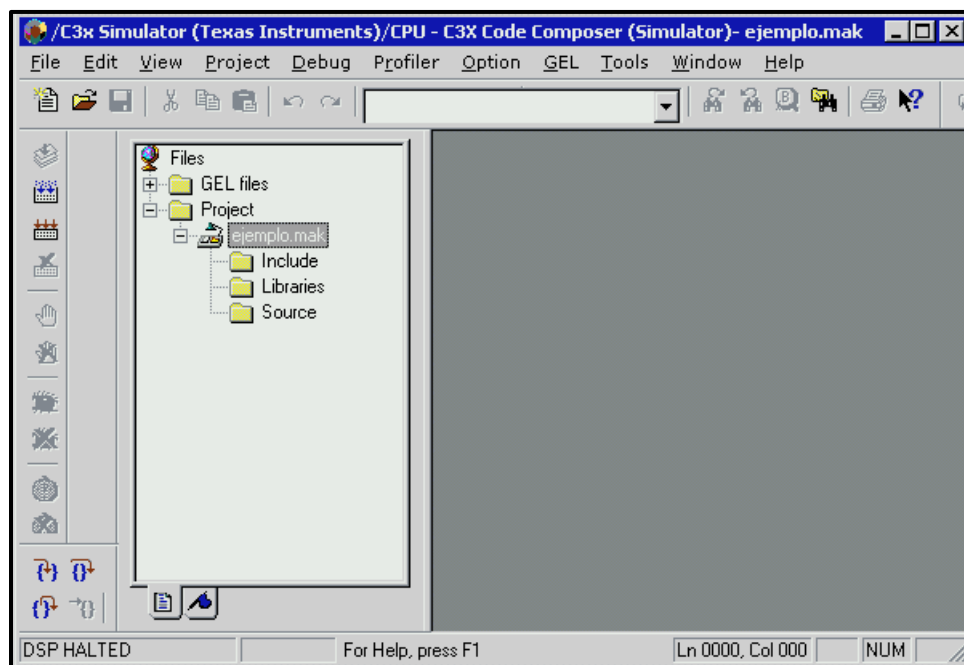 /C3x Simulator (Texas Instruments)/CPU - C3X Code Composer (Simulator)- ejemplo.mak
File Edit View Project Debug Profiler Option GEL Tools Window Help
Files
GEL files
Project
ejemplo.mak
Include
Libraries
Source
DSP HALTED For Help, press F1 Ln 0000, Col 000 NUM